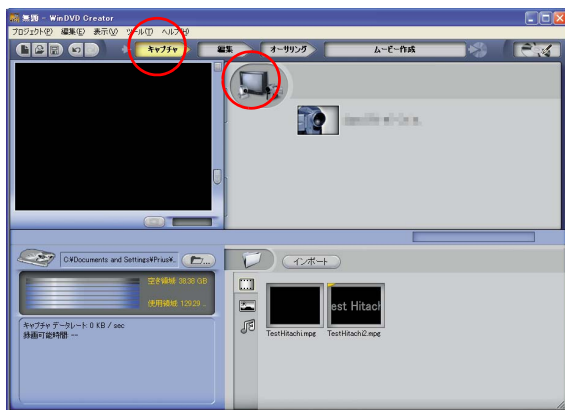 無題 - WinDVD Creator
プロジェクト(P) 編集(E) 表示(V) ツール(T) ヘルプ(H)
キャプチャ 編集 オーサリング ムービー作成
C:¥Documents and Settings¥Prius¥..
インポート
空き領域 38.38 GB
使用領域 129.29 ..
est Hitach
キャプチャ データレート: 0 KB / sec
録画可能時間 --
TestHitachi.mpg TestHitachi2.mpg